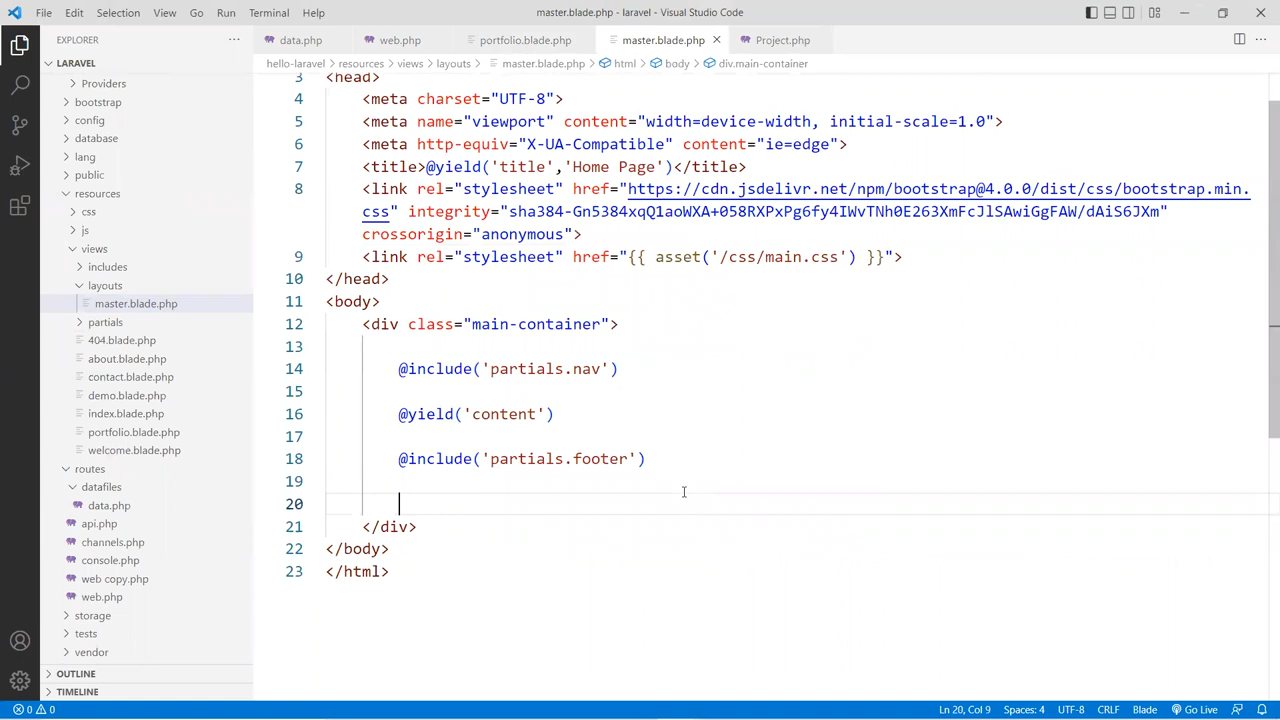 File Edit Selection View Go Run Terminal Help
master.blade.php - laravel - Visual Studio Code
EXPLORER
LARAVEL
Providers
bootstrap
config
database
lang
public
resources
css
js
views
includes
layouts
master.blade.php
partials
404.blade.php
about.blade.php
contact.blade.php
demo.blade.php
index.blade.php
portfolio.blade.php
welcome.blade.php
routes
datafiles
data.php
api.php
channels.php
console.php
web copy.php
web.php
storage
tests
vendor
OUTLINE
TIMELINE
data.php web.php portfolio.blade.php master.blade.php Project.php
hello-laravel > resources > views > layouts > master.blade.php > html > body > div.main-container
3 <head>
4 <meta charset="UTF-8">
5 <meta name="viewport" content="width=device-width, initial-scale=1.0">
6 <meta http-equiv="X-UA-Compatible" content="ie=edge">
7 <title>@yield('title','Home Page')</title>
8 <link rel="stylesheet" href="https://cdn.jsdelivr.net/npm/bootstrap@4.0.0/dist/css/bootstrap.min.
css" integrity="sha384-Gn5384xqQ1aoWXA+058RXPxPg6fy4IWvTNh0E263XmFcJlSAwiGgFAW/dAiS6JXm"
crossorigin="anonymous">
9 <link rel="stylesheet" href="{{ asset('/css/main.css') }}">
10 </head>
11 <body>
12 <div class="main-container">
13
14 @include('partials.nav')
15
16 @yield('content')
17
18 @include('partials.footer')
19
20
21 </div>
22 </body>
23 </html>
0 0 Ln 20, Col 9 Spaces: 4 UTF-8 CRLF Blade Go Live